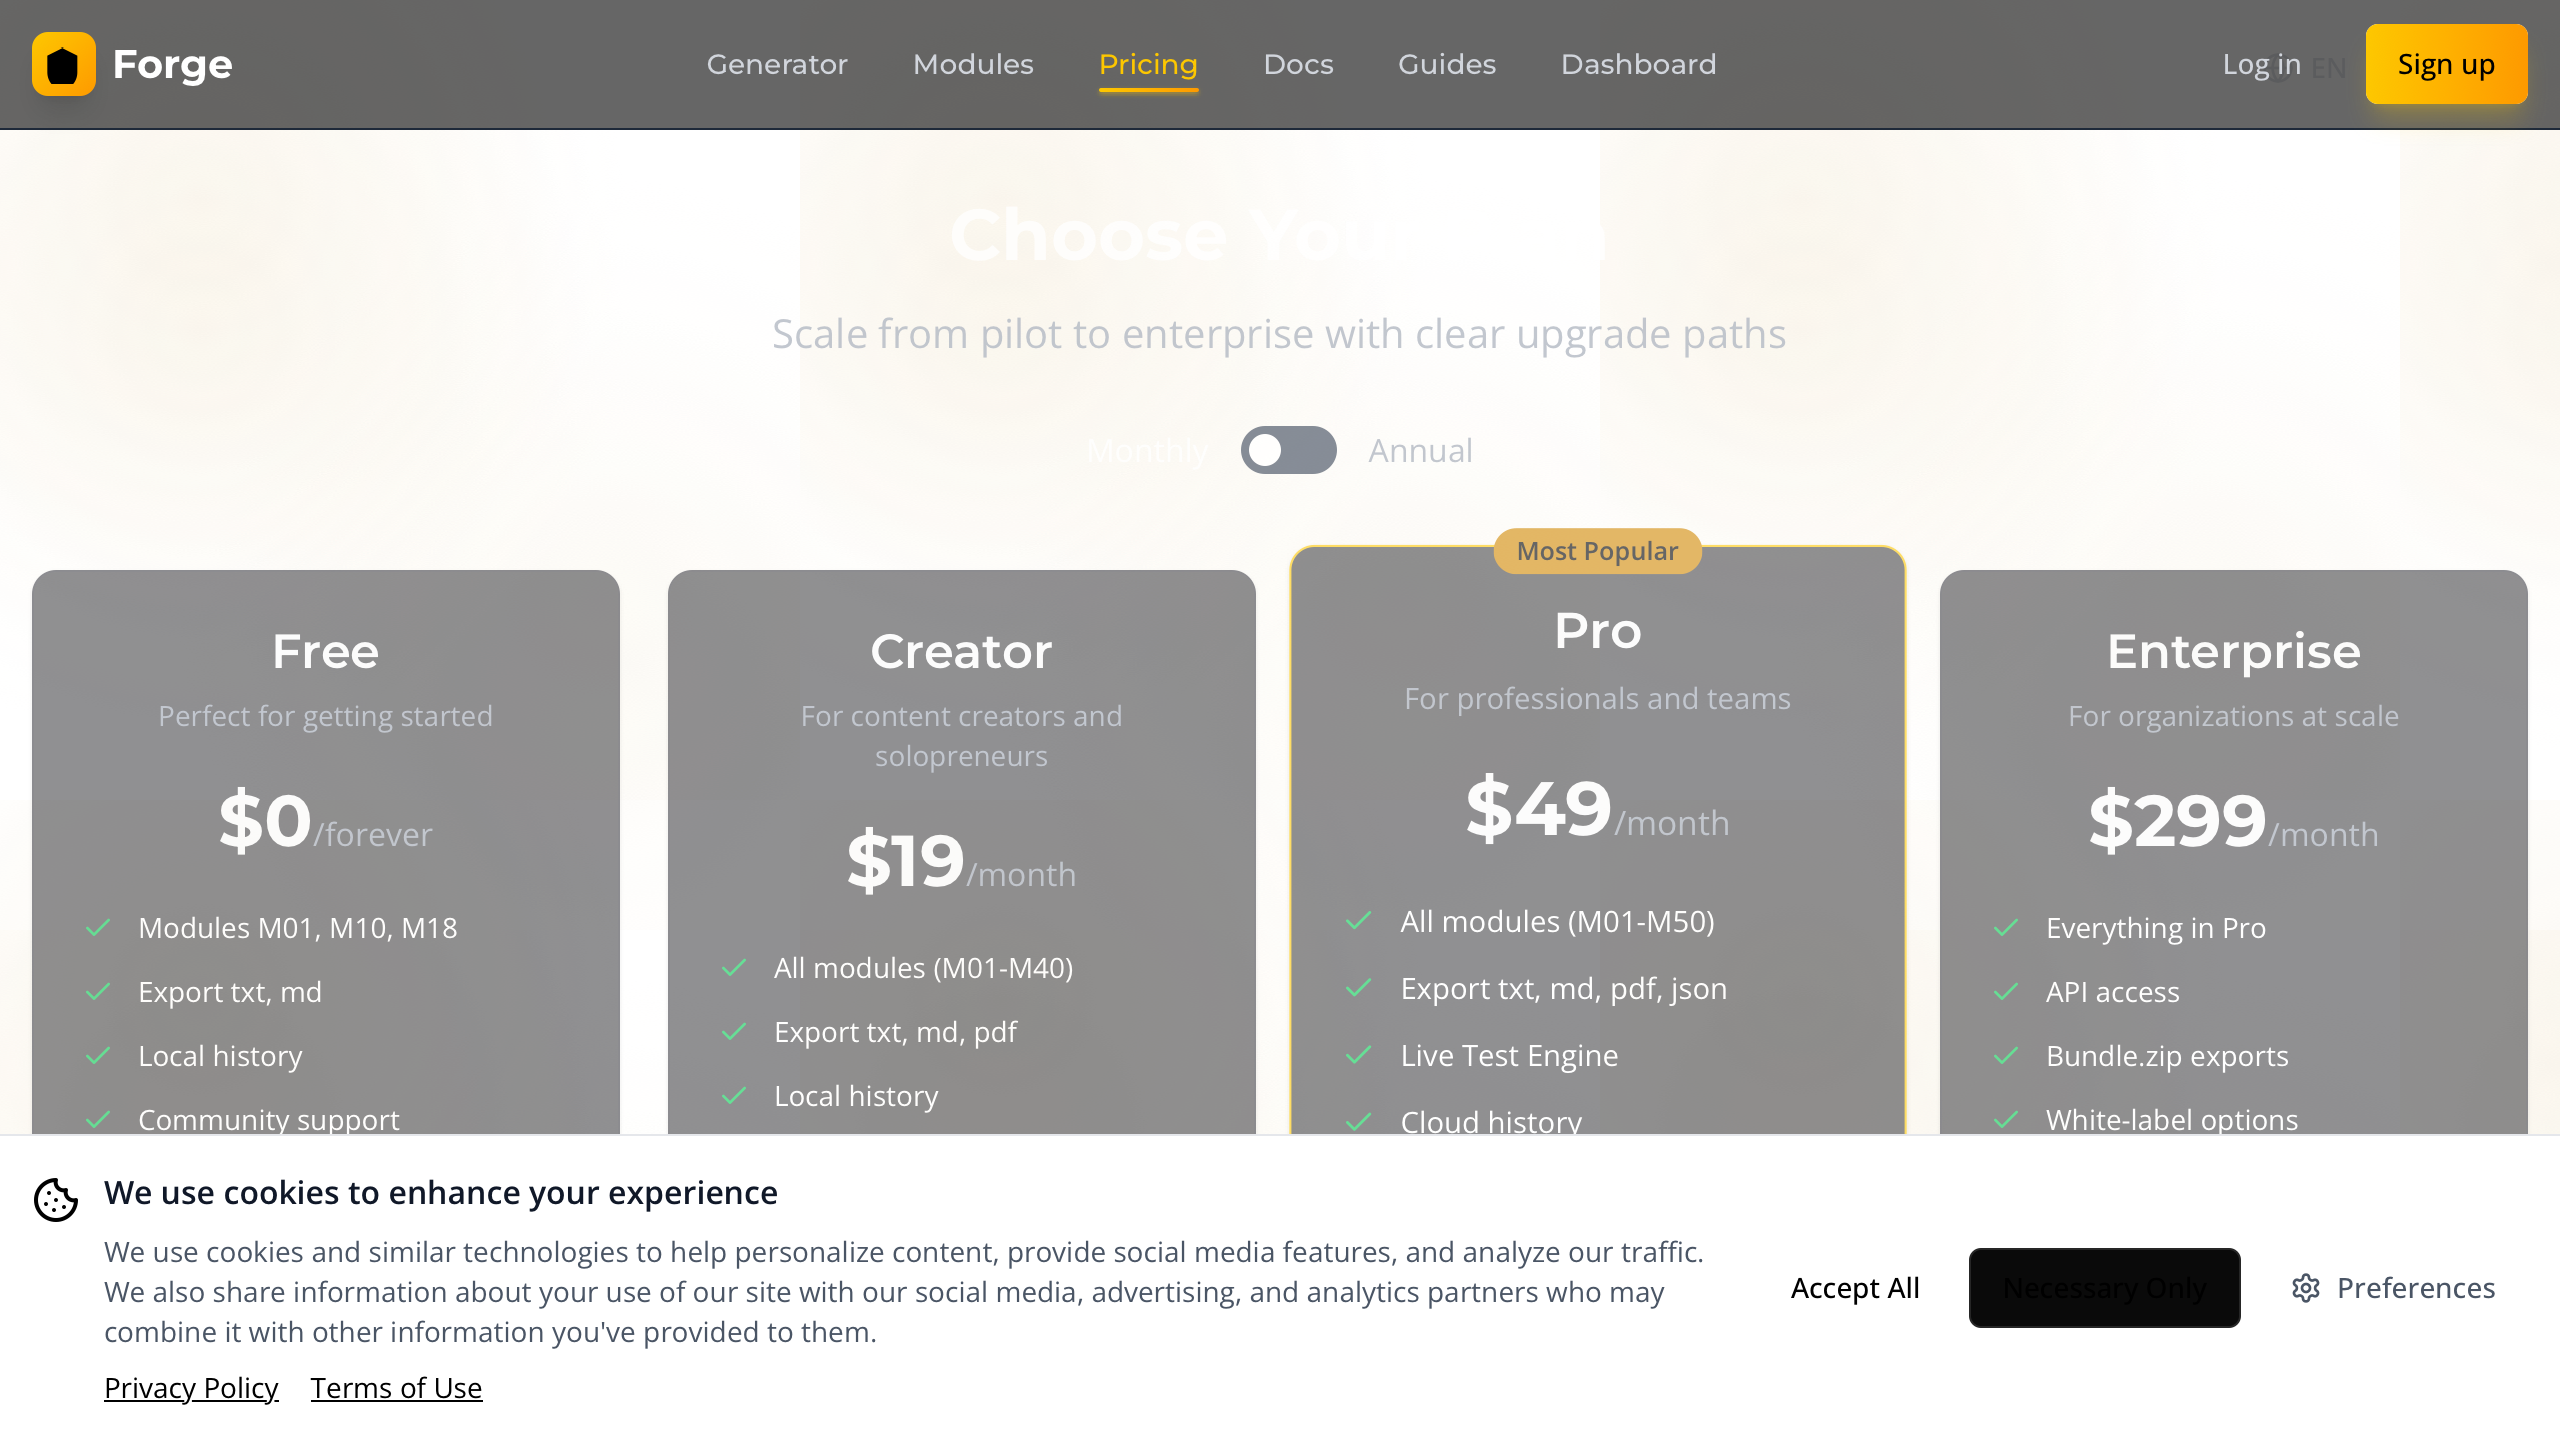 Forge
Generator
Modules
Pricing
Docs
Guides
Dashboard
Log in
EN
Sign up
Choose You
Scale from pilot to enterprise with clear upgrade paths
Monthly
Annual
Free
Perfect for getting started
$0/forever
Modules M01, M10, M18
Export txt, md
Local history
Community support
Creator
For content creators and
solopreneurs
$19/month
All modules (M01-M40)
Export txt, md, pdf
Local history
Most Popular
Pro
For professionals and teams
$49/month
All modules (M01-M50)
Export txt, md, pdf, json
Live Test Engine
Cloud history
Enterprise
For organizations at scale
$299/month
Everything in Pro
API access
Bundle.zip exports
White-label options
We use cookies to enhance your experience
We use cookies and similar technologies to help personalize content, provide social media features, and analyze our traffic.
We also share information about your use of our site with our social media, advertising, and analytics partners who may
combine it with other information you've provided to them.
Privacy Policy
Terms of Use
Accept All
Necessary Only
Preferences